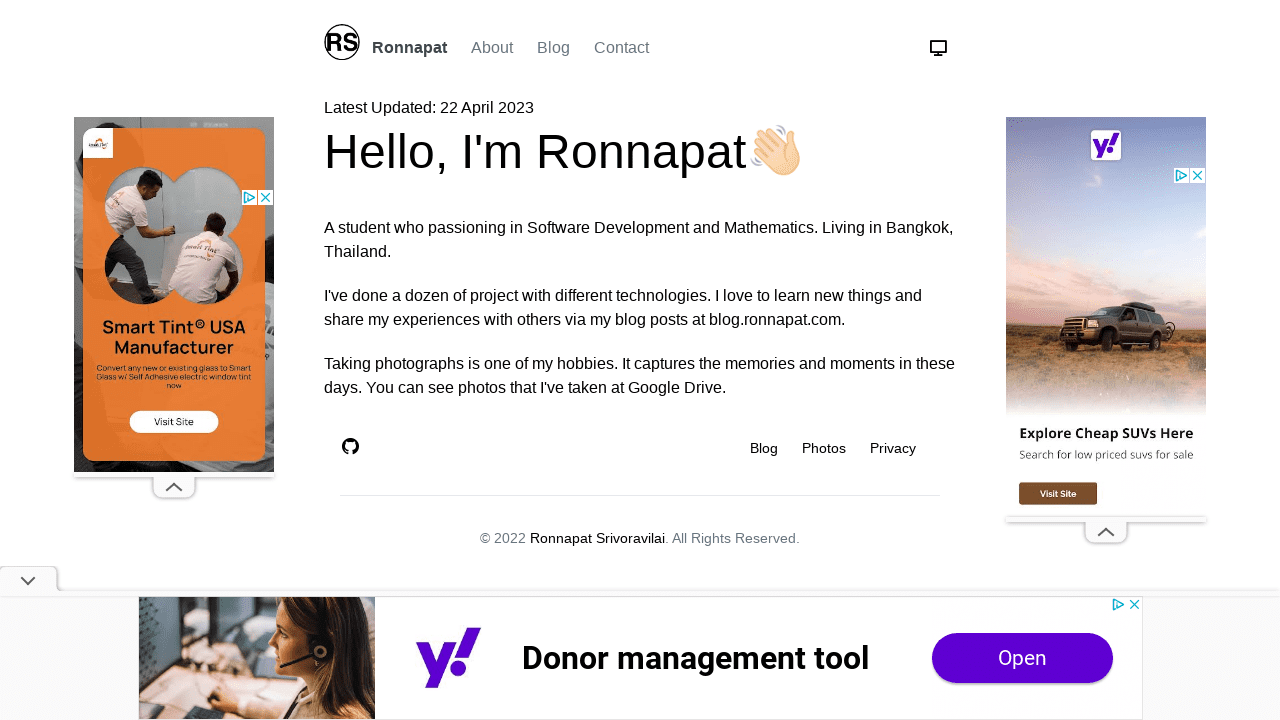 RS
Ronnapat About Blog Contact
Latest Updated: 22 April 2023
Hello, I'm Ronnapat👋🏻
A student who passioning in Software Development and Mathematics. Living in Bangkok,
Thailand.
I've done a dozen of project with different technologies. I love to learn new things and
share my experiences with others via my blog posts at blog.ronnapat.com.
Taking photographs is one of my hobbies. It captures the memories and moments in these
days. You can see photos that I've taken at Google Drive.
Blog Photos Privacy
© 2022 Ronnapat Srivoravilai. All Rights Reserved.
Smart Tint® USA
Manufacturer
Convert any new or existing glass to Smart
Glass w/ Self Adhesive electric window tint
now
Visit Site
y!
Explore Cheap SUVs Here
Search for low priced suvs for sale
Visit Site
y!
Donor management tool
Open